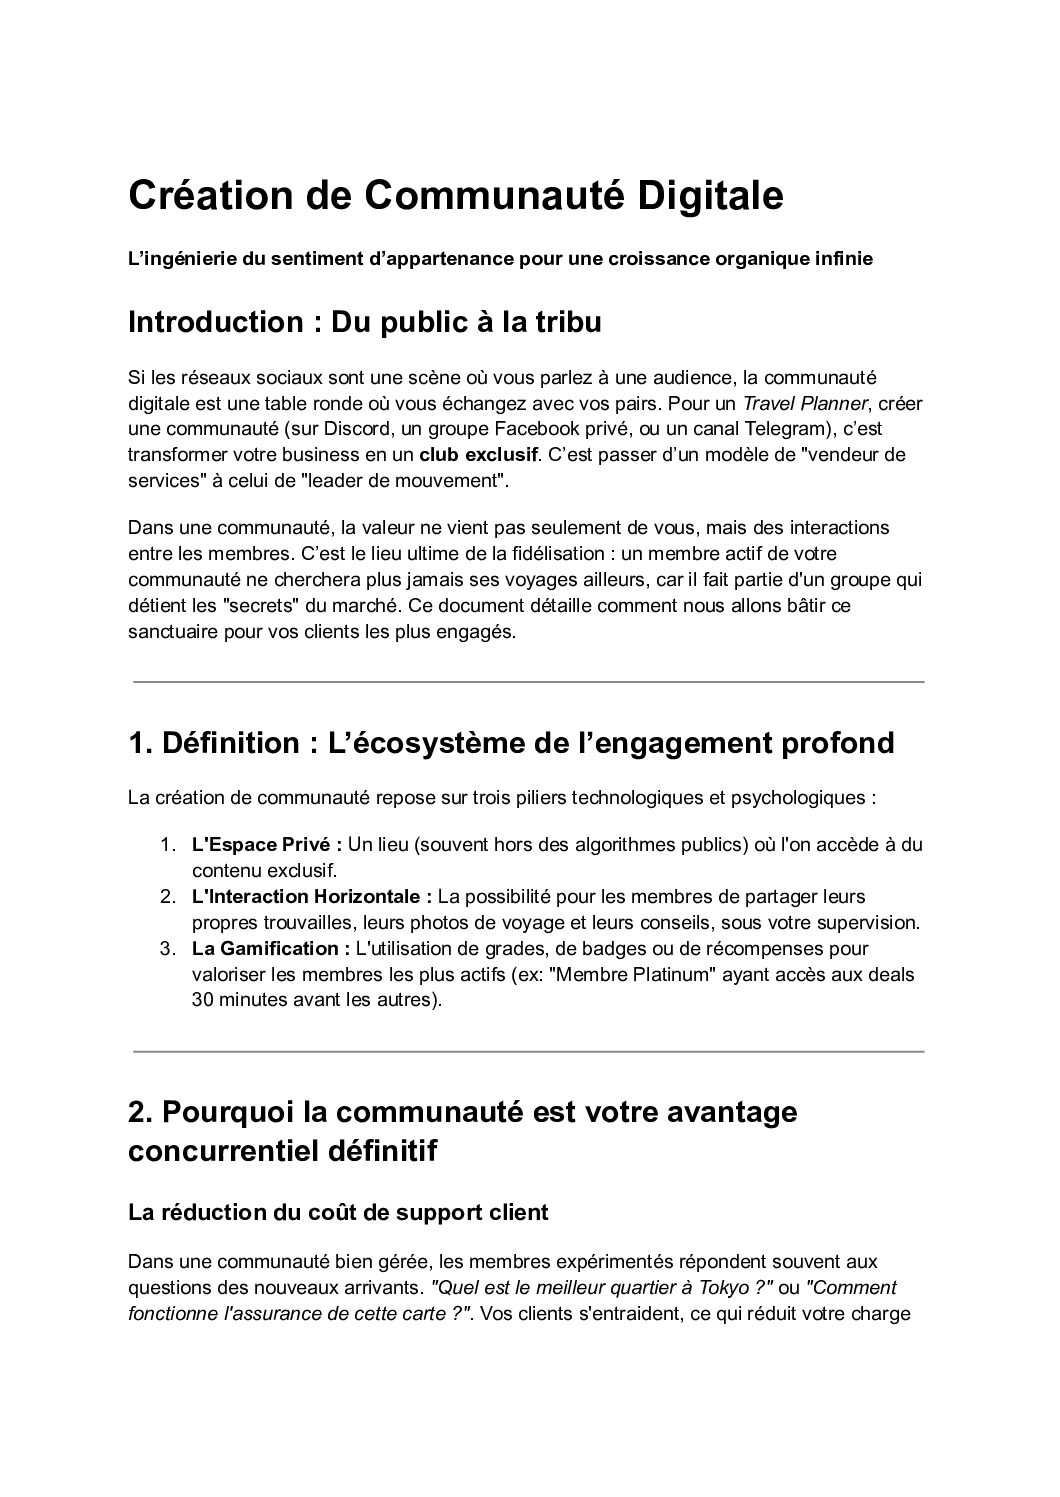 Création de Communauté Digitale
L’ingénierie du sentiment d’appartenance pour une croissance organique infinie
Introduction : Du public à la tribu
Si les réseaux sociaux sont une scène où vous parlez à une audience, la communauté
digitale est une table ronde où vous échangez avec vos pairs. Pour un Travel Planner, créer
une communauté (sur Discord, un groupe Facebook privé, ou un canal Telegram), c’est
transformer votre business en un club exclusif. C’est passer d’un modèle de "vendeur de
services" à celui de "leader de mouvement".
Dans une communauté, la valeur ne vient pas seulement de vous, mais des interactions
entre les membres. C’est le lieu ultime de la fidélisation : un membre actif de votre
communauté ne cherchera plus jamais ses voyages ailleurs, car il fait partie d'un groupe qui
détient les "secrets" du marché. Ce document détaille comment nous allons bâtir ce
sanctuaire pour vos clients les plus engagés.
1. Définition : L’écosystème de l’engagement profond
La création de communauté repose sur trois piliers technologiques et psychologiques :
1. L'Espace Privé : Un lieu (souvent hors des algorithmes publics) où l'on accède à du
contenu exclusif.
2. L'Interaction Horizontale : La possibilité pour les membres de partager leurs
propres trouvailles, leurs photos de voyage et leurs conseils, sous votre supervision.
3. La Gamification : L'utilisation de grades, de badges ou de récompenses pour
valoriser les membres les plus actifs (ex: "Membre Platinum" ayant accès aux deals
30 minutes avant les autres).
2. Pourquoi la communauté est votre avantage
concurrentiel définitif
La réduction du coût de support client
Dans une communauté bien gérée, les membres expérimentés répondent souvent aux
questions des nouveaux arrivants. "Quel est le meilleur quartier à Tokyo ?" ou "Comment
fonctionne l'assurance de cette carte ?". Vos clients s'entraident, ce qui réduit votre charge